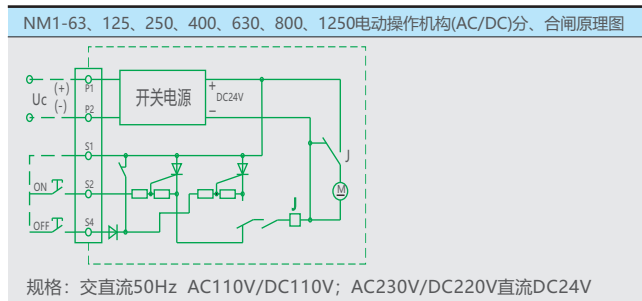 NM1-63、125、250、400、630、800、1250电动操作机构(AC/DC)分、合闸原理图
Uc (+) (-)
P1
P2
开关电源
+
DC24V
−
S1
ON
S2
OFF
S4
J
J
M
规格：交直流50Hz AC110V/DC110V；AC230V/DC220V直流DC24V